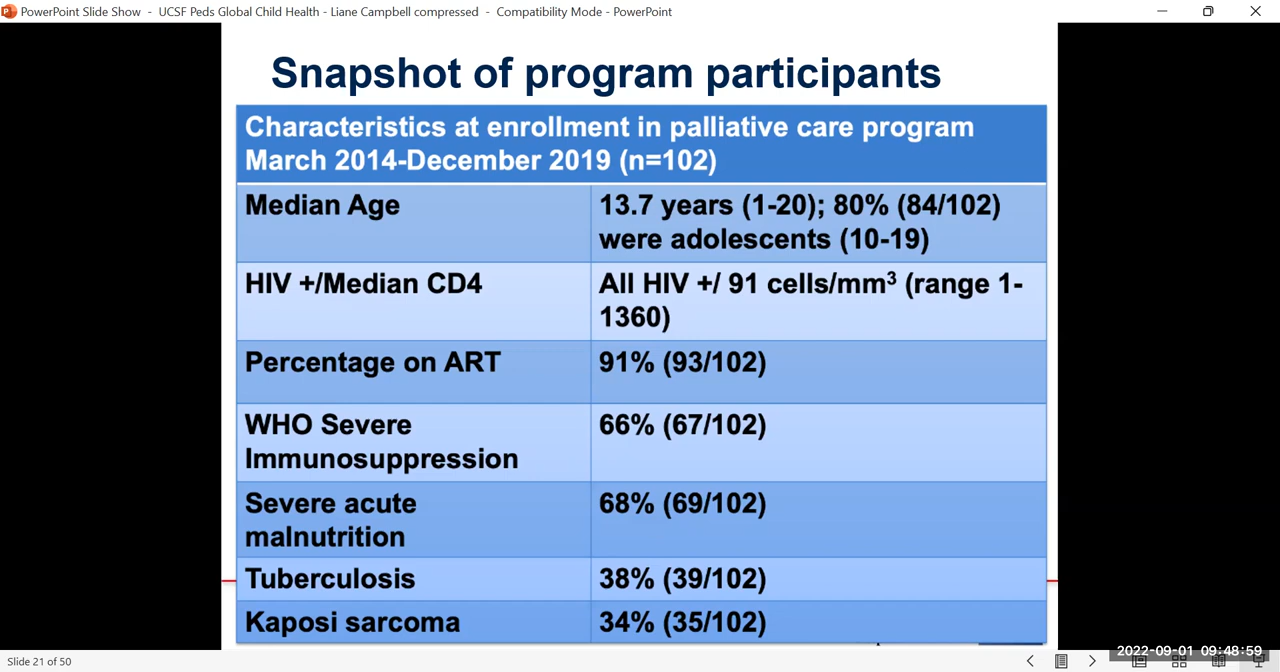 PowerPoint Slide Show - UCSF Peds Global Child Health - Liane Campbell compressed - Compatibility Mode - PowerPoint
Snapshot of program participants
Characteristics at enrollment in palliative care program
March 2014-December 2019 (n=102)
Median Age
13.7 years (1-20); 80% (84/102)
were adolescents (10-19)
HIV +/Median CD4
All HIV +/ 91 cells/mm³ (range 1-
1360)
Percentage on ART
91% (93/102)
WHO Severe
Immunosuppression
66% (67/102)
Severe acute
malnutrition
68% (69/102)
Tuberculosis
38% (39/102)
Kaposi sarcoma
34% (35/102)
Slide 21 of 50
2022-09-01 09:48:59